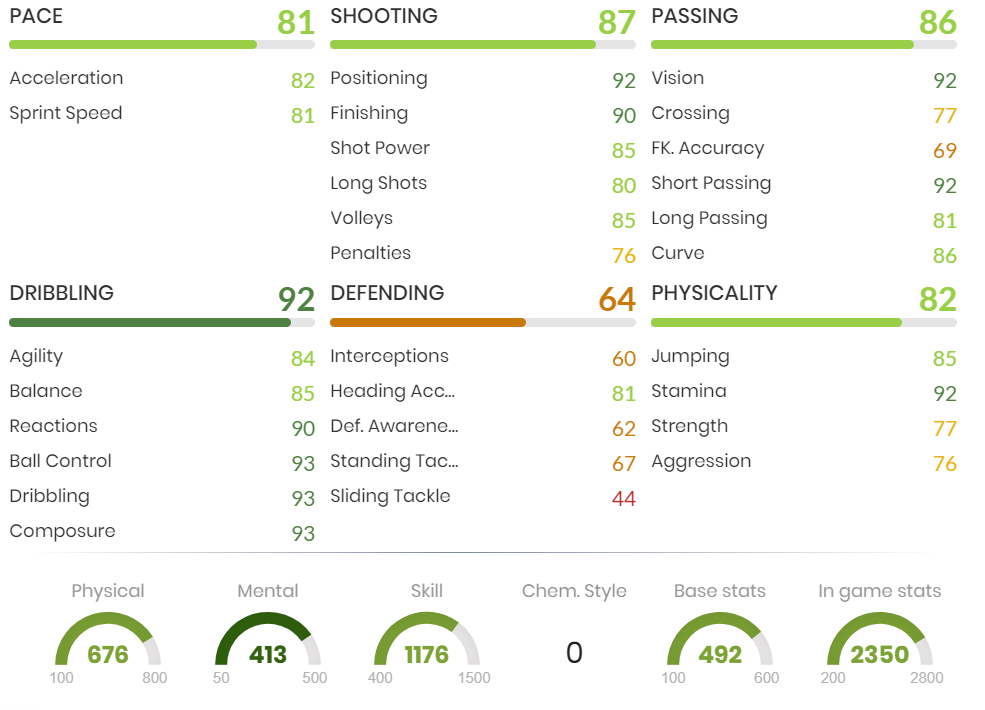 PACE 81
Acceleration 82
Sprint Speed 81
SHOOTING 87
Positioning 92
Finishing 90
Shot Power 85
Long Shots 80
Volleys 85
Penalties 76
PASSING 86
Vision 92
Crossing 77
FK. Accuracy 69
Short Passing 92
Long Passing 81
Curve 86
DRIBBLING 92
Agility 84
Balance 85
Reactions 90
Ball Control 93
Dribbling 93
Composure 93
DEFENDING 64
Interceptions 60
Heading Acc... 81
Def. Awarene... 62
Standing Tac... 67
Sliding Tackle 44
PHYSICALITY 82
Jumping 85
Stamina 92
Strength 77
Aggression 76
Physical
676
100 800
Mental
413
50 500
Skill
1176
400 1500
Chem. Style
0
Base stats
492
100 600
In game stats
2350
200 2800